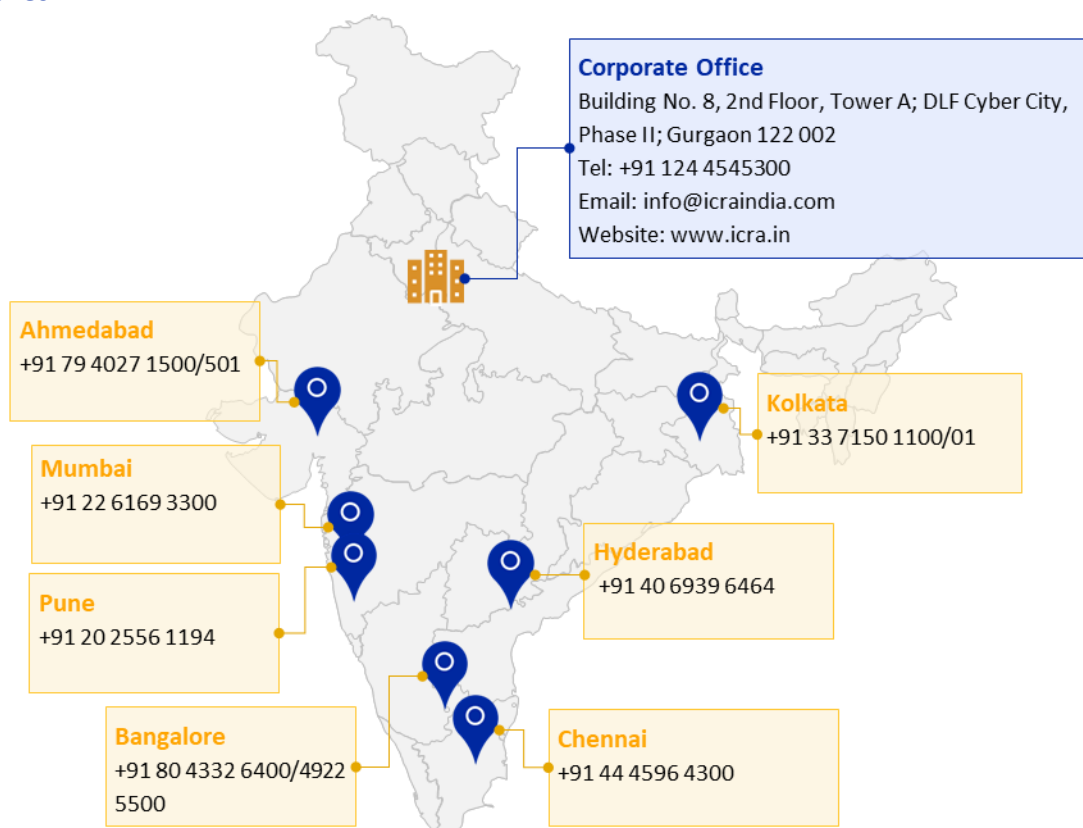 Corporate Office
Building No. 8, 2nd Floor, Tower A; DLF Cyber City,
Phase II; Gurgaon 122 002
Tel: +91 124 4545300
Email: info@icraindia.com
Website: www.icra.in
Ahmedabad
+91 79 4027 1500/501
Kolkata
+91 33 7150 1100/01
Mumbai
+91 22 6169 3300
Hyderabad
+91 40 6939 6464
Pune
+91 20 2556 1194
Bangalore
+91 80 4332 6400/4922
5500
Chennai
+91 44 4596 4300